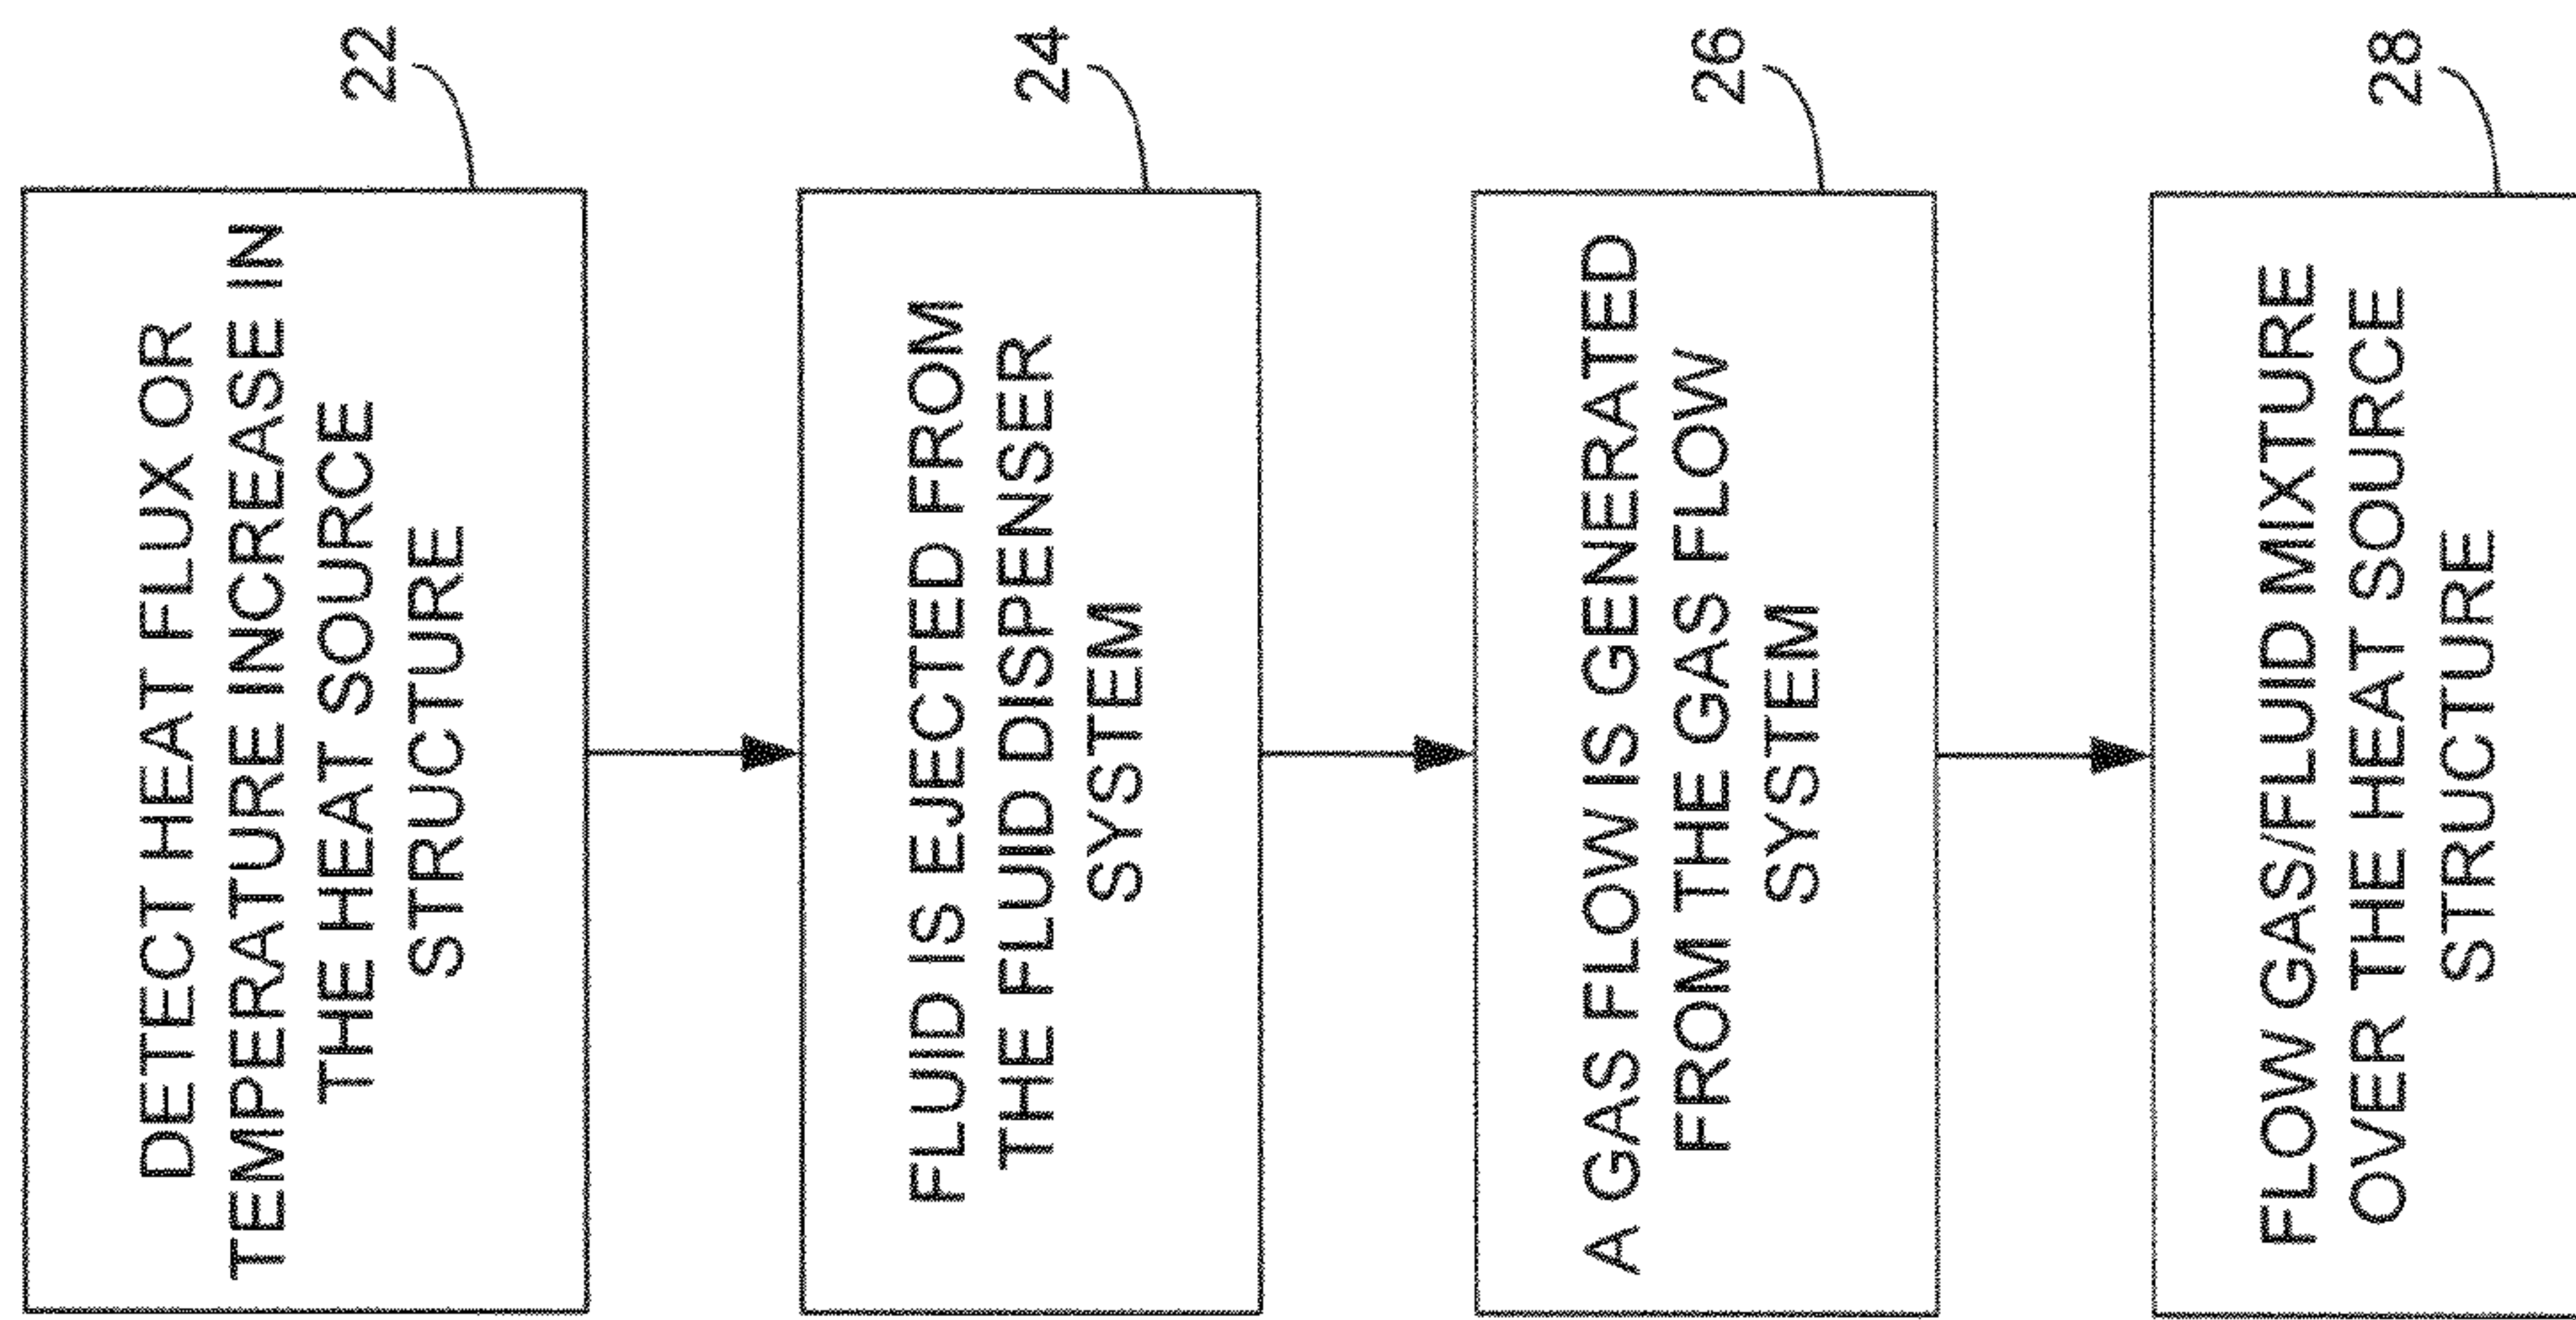 DETECT HEAT FLUX OR
TEMPERATURE INCREASE IN
THE HEAT SOURCE
STRUCTURE
22
FLUID IS EJECTED FROM
THE FLUID DISPENSER
SYSTEM
24
A GAS FLOW IS GENERATED
FROM THE GAS FLOW
SYSTEM
26
FLOW GAS/FLUID MIXTURE
OVER THE HEAT SOURCE
STRUCTURE
28